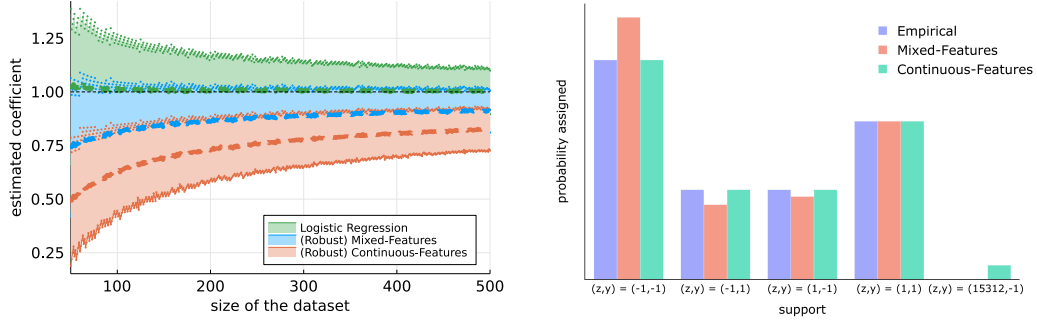 estimated coefficient
1.25
1.00
0.75
0.50
0.25
Logistic Regression
(Robust) Mixed-Features
(Robust) Continuous-Features
100
200
300
400
500
size of the dataset
probability assigned
Empirical
Mixed-Features
Continuous-Features
(z,y) = (-1,-1)
(z,y) = (-1,1)
(z,y) = (1,-1)
(z,y) = (1,1)
(z,y) = (15312,-1)
support